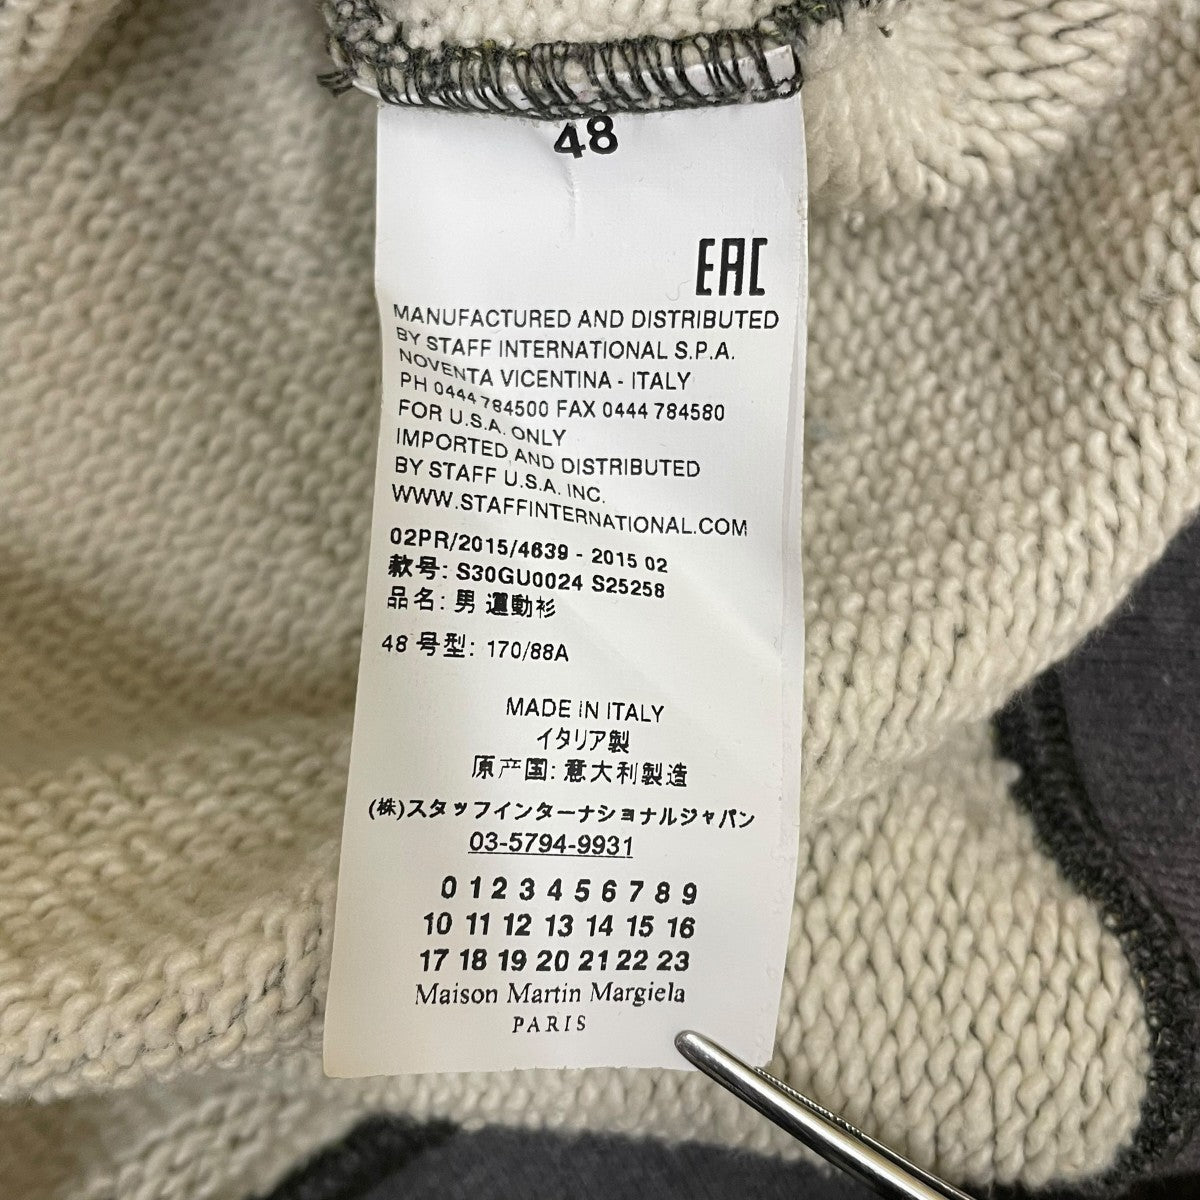 48
EAC
MANUFACTURED AND DISTRIBUTED
BY STAFF INTERNATIONAL S.P.A.
NOVENTA VICENTINA - ITALY
PH 0444 784500 FAX 0444 784580
FOR U.S.A. ONLY
IMPORTED AND DISTRIBUTED
BY STAFF U.S.A. INC.
WWW.STAFFINTERNATIONAL.COM
02PR/2015/4639 - 2015 02
款号: S30GU0024 S25258
品名: 男 運動衫
48 号型: 170/88A
MADE IN ITALY
イタリア製
原产国: 意大利製造
(株)スタッフインターナショナルジャパン
03-5794-9931
0 1 2 3 4 5 6 7 8 9
10 11 12 13 14 15 16
17 18 19 20 21 22 23
Maison Martin Margiela
PARIS